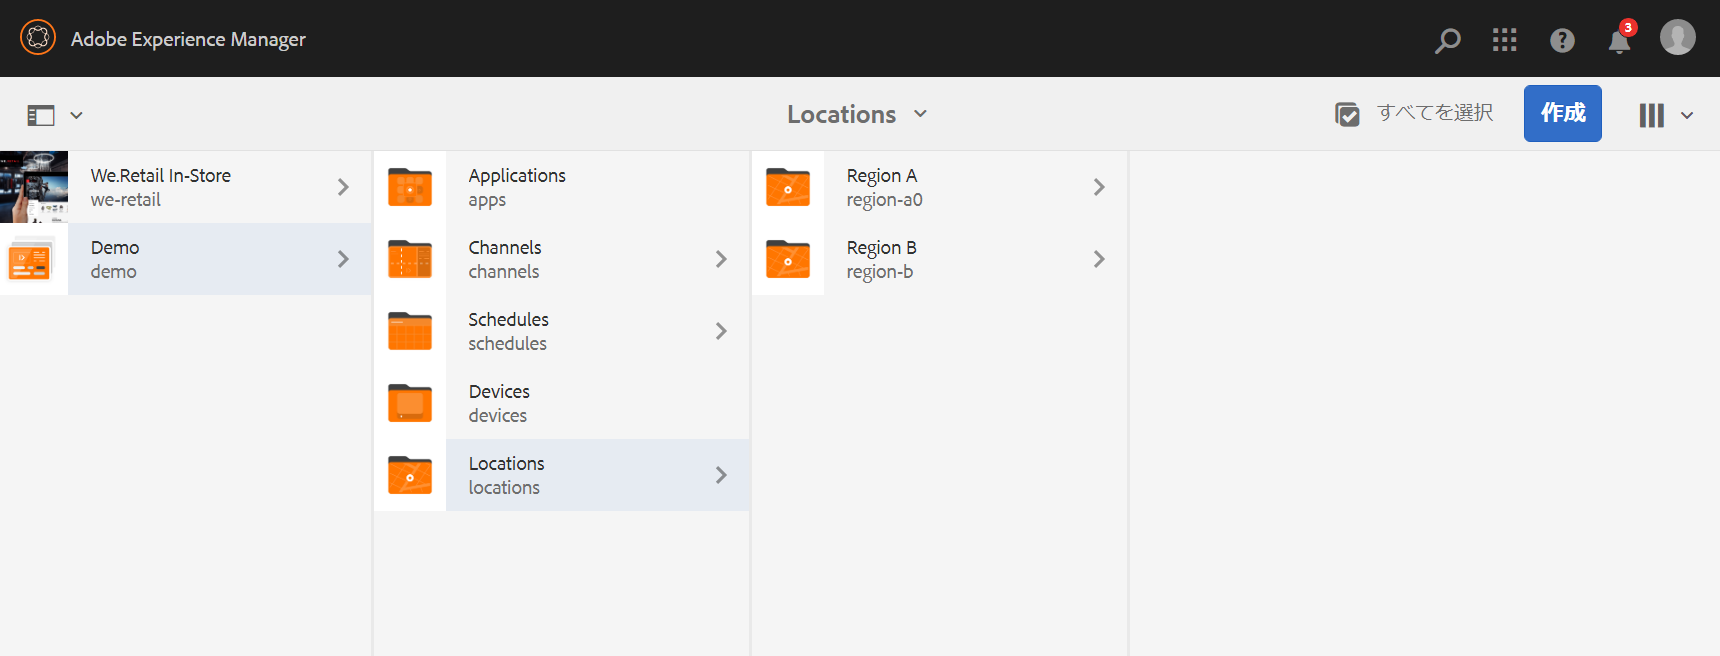 Adobe Experience Manager
3
Locations
すべてを選択
作成
We.Retail In-Store
we-retail
Demo
demo
Applications
apps
Channels
channels
Schedules
schedules
Devices
devices
Locations
locations
Region A
region-a0
Region B
region-b